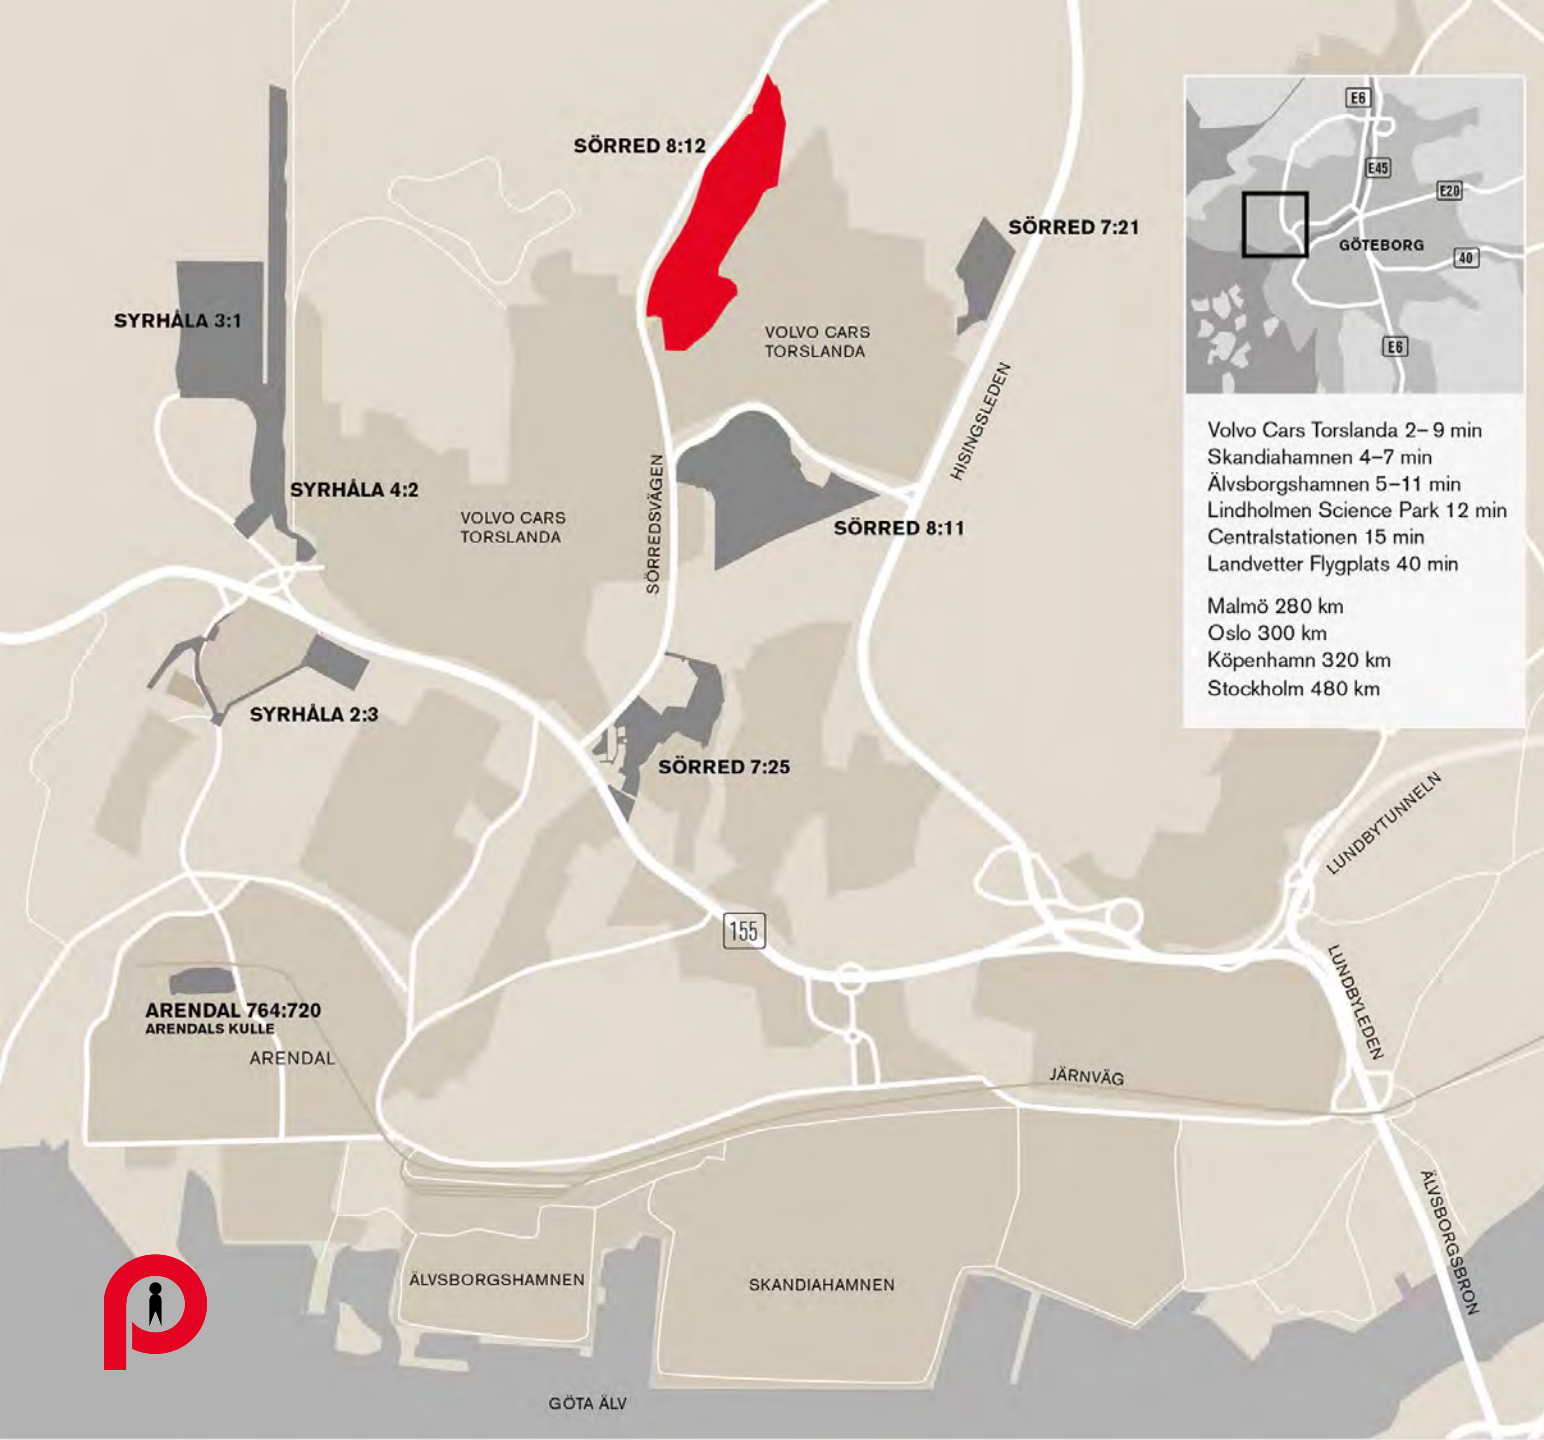 SÖRRED 8:12
SÖRRED 7:21
SYRHÅLA 3:1
VOLVO CARS
TORSLANDA
HISINGSLEDEN
SYRHÅLA 4:2
VOLVO CARS
TORSLANDA
SÖRREDSVÄGEN
SÖRRED 8:11
SYRHÅLA 2:3
SÖRRED 7:25
155
ARENDAL 764:720
ARENDALS KULLE
ARENDAL
JÄRNVÄG
LUNDBYTUNNELN
LUNDBYLEDEN
ÄLVSBORGSBRON
ÄLVSBORGSHAMNEN
SKANDIAHAMNEN
GÖTA ÄLV
E6
E45
E20
GÖTEBORG
40
E6
Volvo Cars Torslanda 2–9 min
Skandiahamnen 4–7 min
Älvsborgshamnen 5–11 min
Lindholmen Science Park 12 min
Centralstationen 15 min
Landvetter Flygplats 40 min
Malmö 280 km
Oslo 300 km
Köpenhamn 320 km
Stockholm 480 km